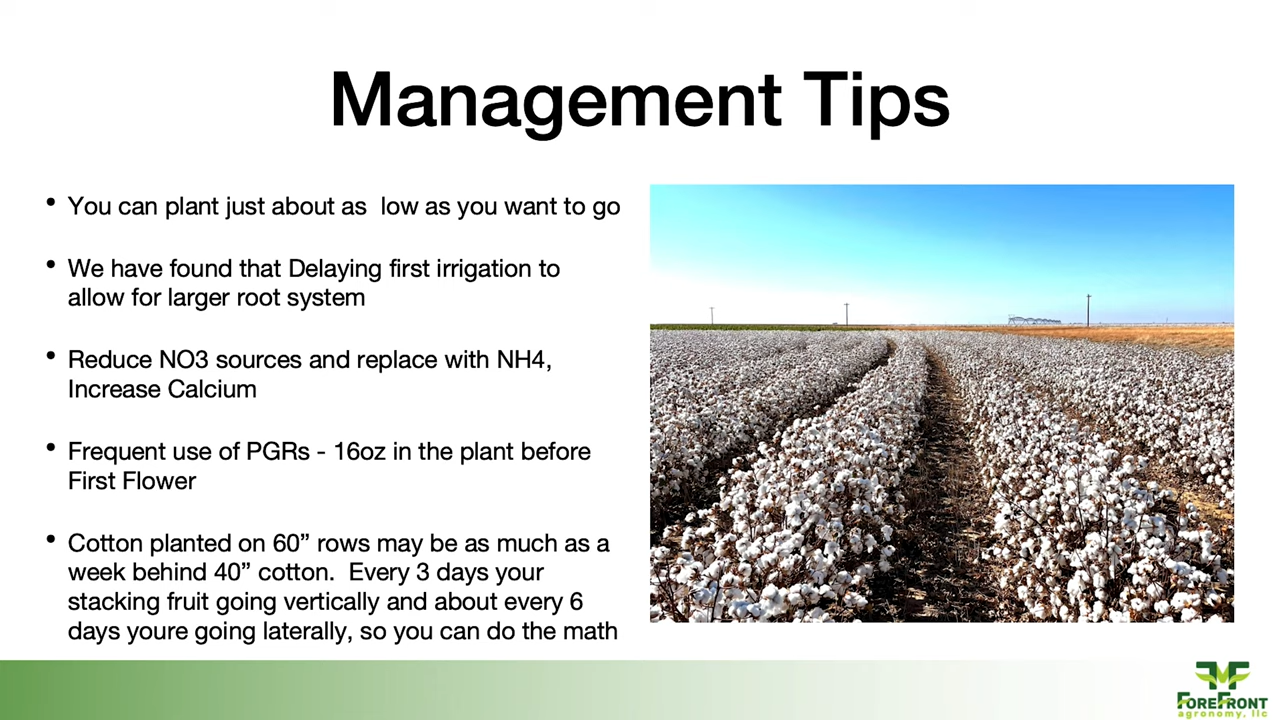 Management Tips
• You can plant just about as  low as you want to go
• We have found that Delaying first irrigation to
allow for larger root system
• Reduce NO3 sources and replace with NH4,
Increase Calcium
• Frequent use of PGRs - 16oz in the plant before
First Flower
• Cotton planted on 60” rows may be as much as a
week behind 40” cotton.  Every 3 days your
stacking fruit going vertically and about every 6
days youre going laterally, so you can do the math
FOREFRONT
agronomy, llc